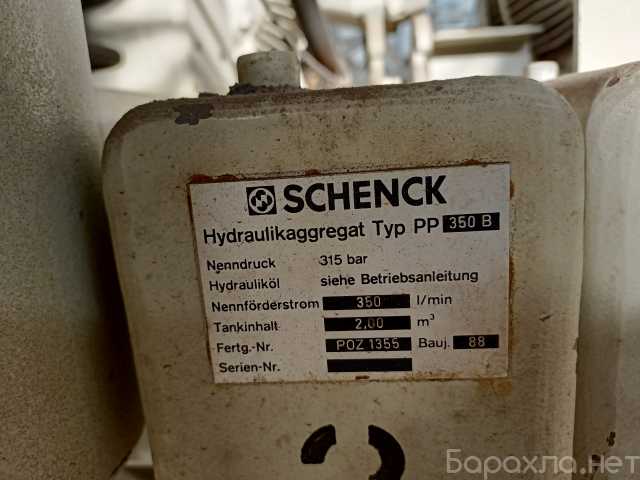 SCHENCK
Hydraulikaggregat Typ PP 350 B
Nenndruck 315 bar
Hydrauliköl siehe Betriebsanleitung
Nennförderstrom 350 l/min
Tankinhalt 2,00 m³
Fertg.-Nr. POZ 1355 Bauj. 88
Serien-Nr.
Барахла.нет